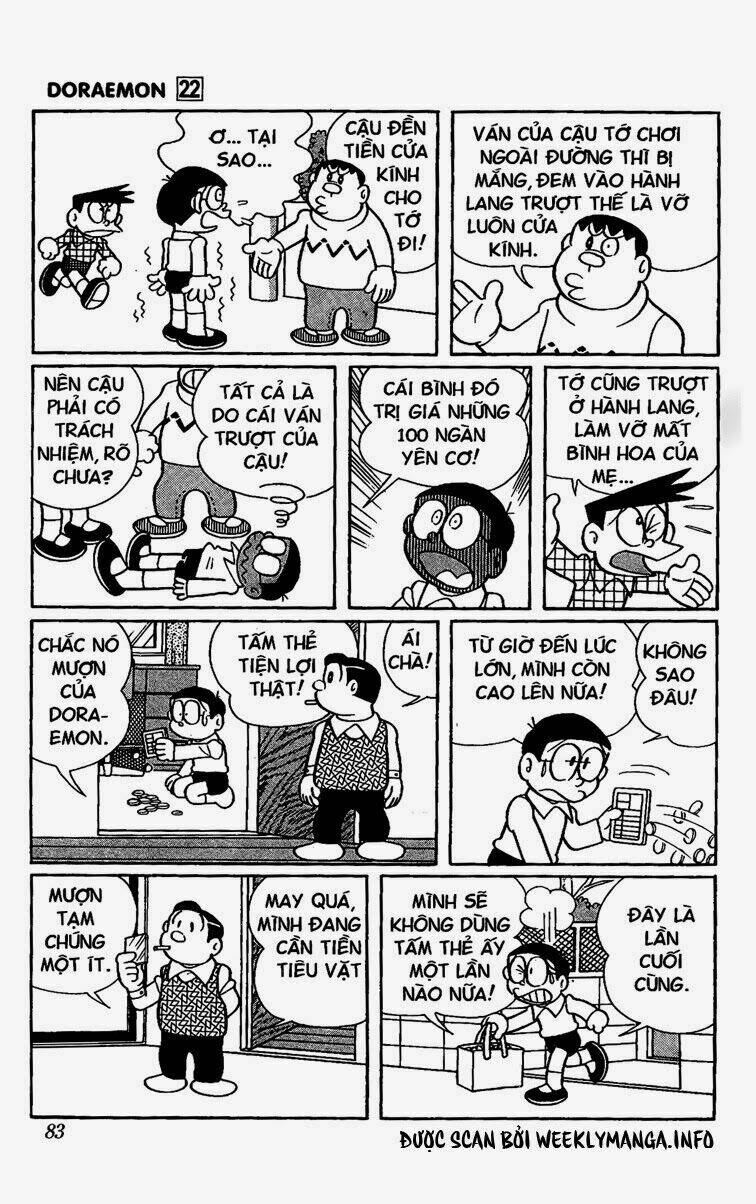 DORAEMON 22
CẬU ĐỀN
TIỀN CỬA
KÍNH
CHO
TỚ
ĐI!
Ơ... TẠI
SAO...
VÁN CỦA CẬU TỚ CHƠI
NGOÀI ĐƯỜNG THÌ BỊ
MẮNG, ĐEM VÀO HÀNH
LANG TRƯỢT THẾ LÀ VỠ
LUÔN CỬA
KÍNH.
NÊN CẬU
PHẢI CÓ
TRÁCH
NHIỆM, RÕ
CHƯA?
TẤT CẢ LÀ
DO CÁI VÁN
TRƯỢT CỦA
CẬU!
CÁI BÌNH ĐÓ
TRỊ GIÁ NHỮNG
100 NGÀN
YÊN CƠ!
TỚ CŨNG TRƯỢT
Ở HÀNH LANG,
LÀM VỠ MẤT
BÌNH HOA CỦA
MẸ...
CHẮC NÓ
MƯỢN
CỦA
DORA-
EMON.
TẤM THẺ
TIỆN LỢI
THẬT!
ÁI
CHÀ!
TỪ GIỜ ĐẾN LÚC
LỚN, MÌNH CÒN
CAO LÊN NỮA!
KHÔNG
SAO
ĐÂU!
MƯỢN
TẠM
CHÚNG
MỘT ÍT.
MAY QUÁ,
MÌNH ĐANG
CẦN TIỀN
TIÊU VẶT
MÌNH SẼ
KHÔNG DÙNG
TẤM THẺ ẤY
MỘT LẦN
NÀO NỮA!
ĐÂY LÀ
LẦN
CUỐI
CÙNG.
83
ĐƯỢC SCAN BỞI WEEKLYMANGA.INFO